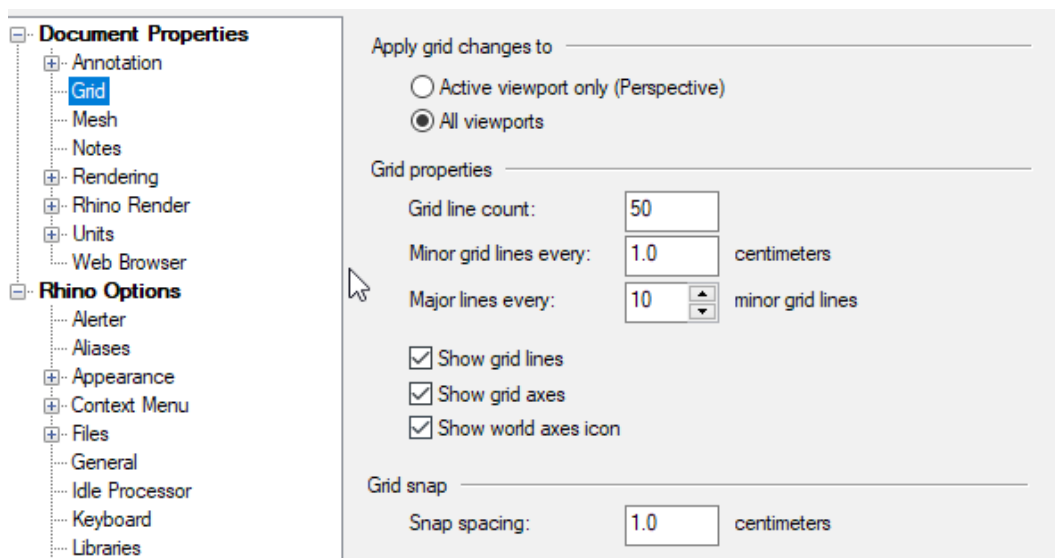 Document Properties
Annotation
Grid
Mesh
Notes
Rendering
Rhino Render
Units
Web Browser
Rhino Options
Alerter
Aliases
Appearance
Context Menu
Files
General
Idle Processor
Keyboard
Libraries
Apply grid changes to
Active viewport only (Perspective)
All viewports
Grid properties
Grid line count: 50
Minor grid lines every: 1.0 centimeters
Major lines every: 10 minor grid lines
Show grid lines
Show grid axes
Show world axes icon
Grid snap
Snap spacing: 1.0 centimeters